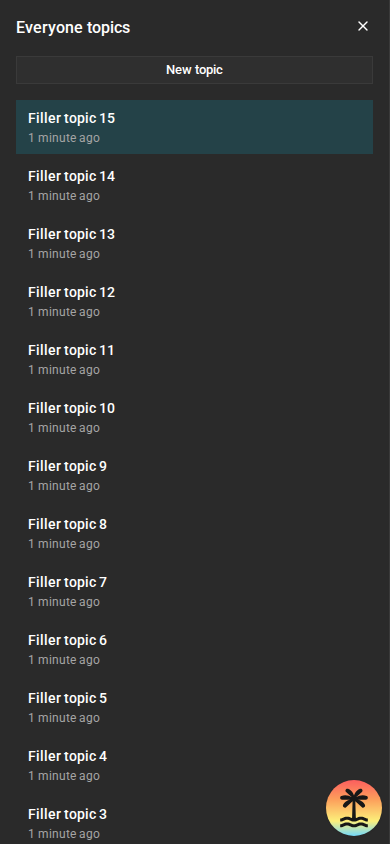 Everyone topics
New topic
Filler topic 15
1 minute ago
Filler topic 14
1 minute ago
Filler topic 13
1 minute ago
Filler topic 12
1 minute ago
Filler topic 11
1 minute ago
Filler topic 10
1 minute ago
Filler topic 9
1 minute ago
Filler topic 8
1 minute ago
Filler topic 7
1 minute ago
Filler topic 6
1 minute ago
Filler topic 5
1 minute ago
Filler topic 4
1 minute ago
Filler topic 3
1 minute ago